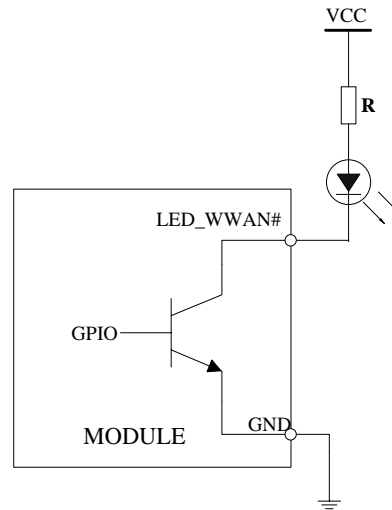 VCC
R
LED_WWAN#
GPIO
GND
MODULE